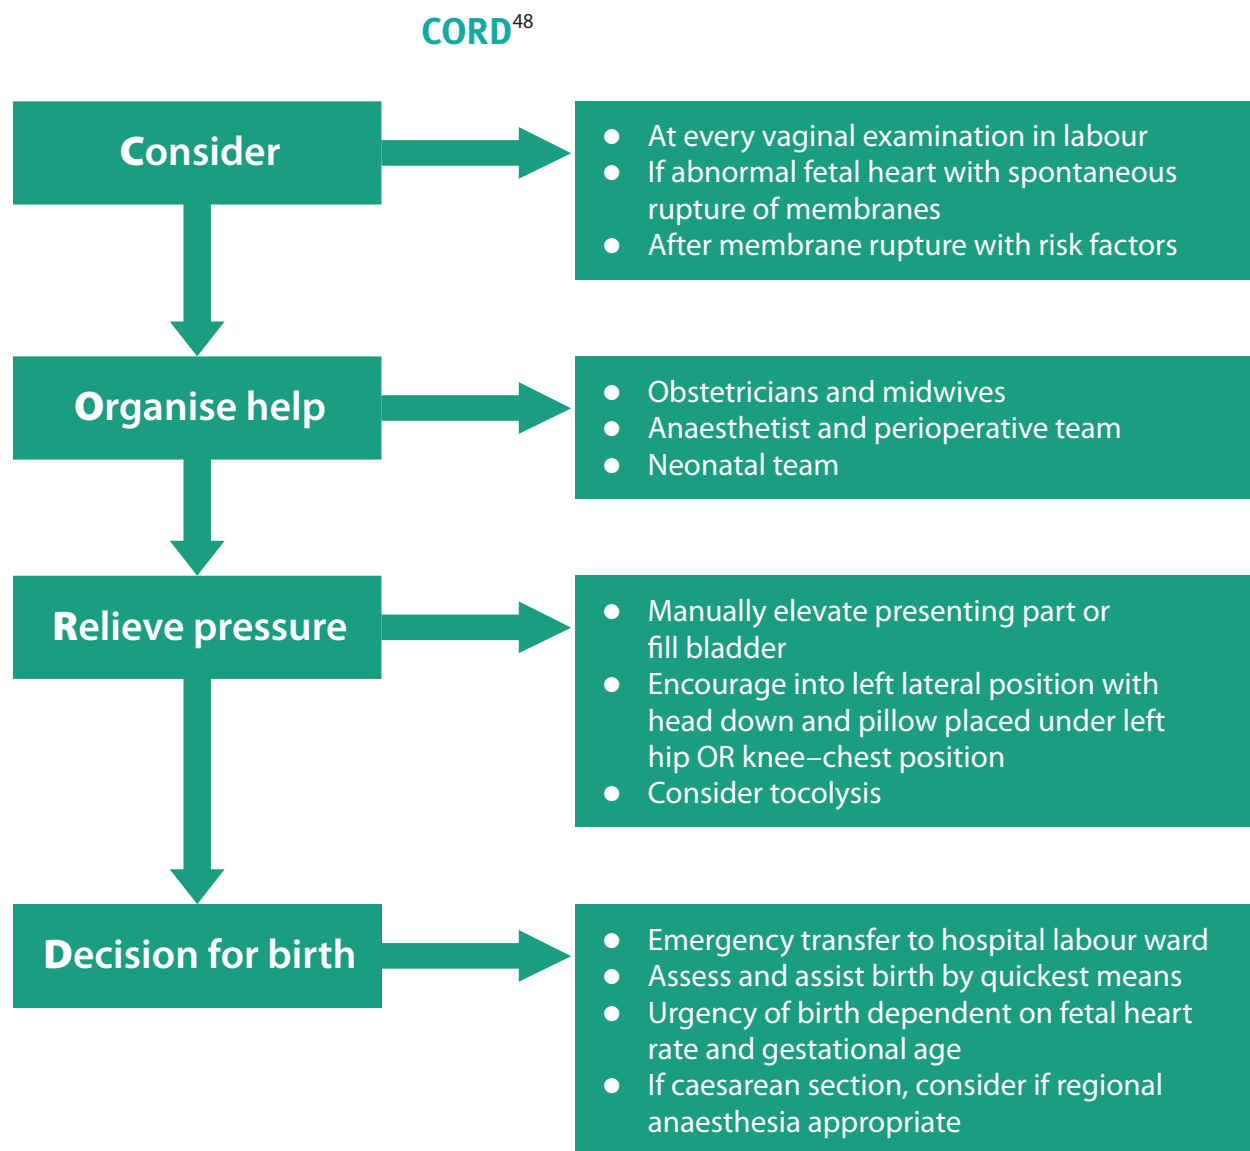 CORD48
Consider
● At every vaginal examination in labour
● If abnormal fetal heart with spontaneous
rupture of membranes
● After membrane rupture with risk factors
Organise help
● Obstetricians and midwives
● Anaesthetist and perioperative team
● Neonatal team
Relieve pressure
● Manually elevate presenting part or
fill bladder
● Encourage into left lateral position with
head down and pillow placed under left
hip OR knee–chest position
● Consider tocolysis
Decision for birth
● Emergency transfer to hospital labour ward
● Assess and assist birth by quickest means
● Urgency of birth dependent on fetal heart
rate and gestational age
● If caesarean section, consider if regional
anaesthesia appropriate